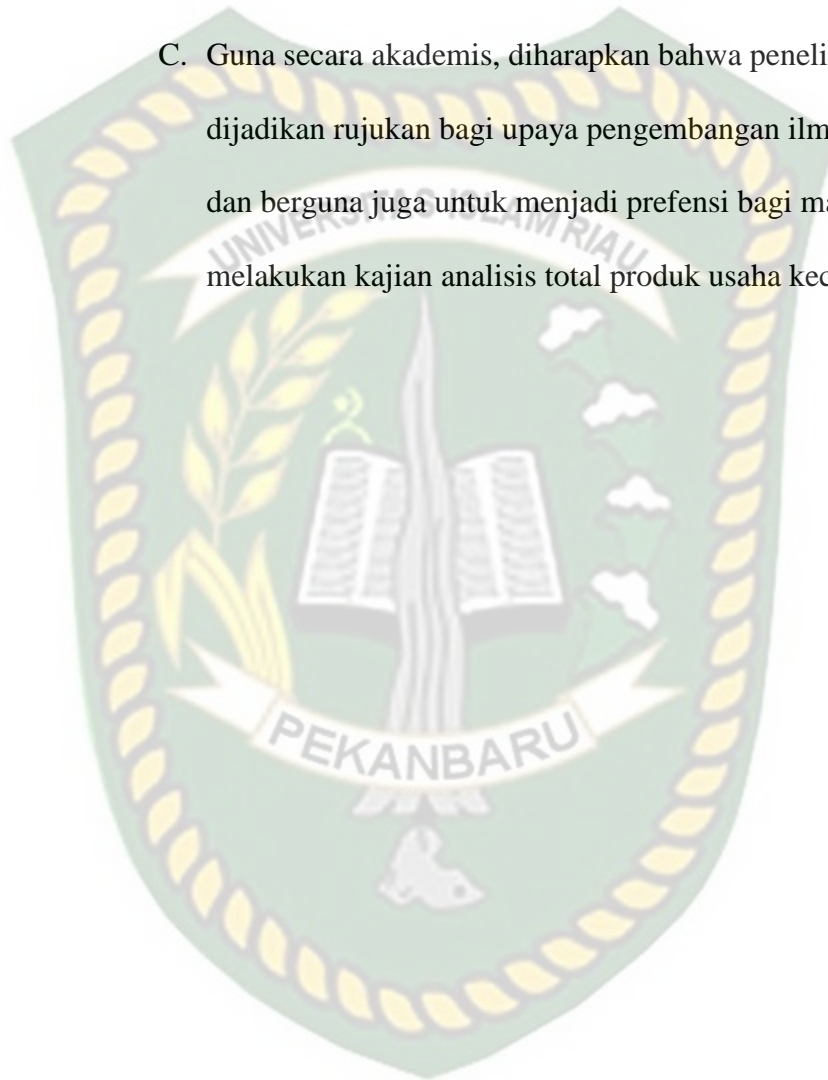 C. Guna secara akademis, diharapkan bahwa peneli
dijadikan rujukan bagi upaya pengembangan ilm
dan berguna juga untuk menjadi prefensi bagi ma
melakukan kajian analisis total produk usaha kec
UNIVERSITAS ISLAM RIAU
PEKANBARU